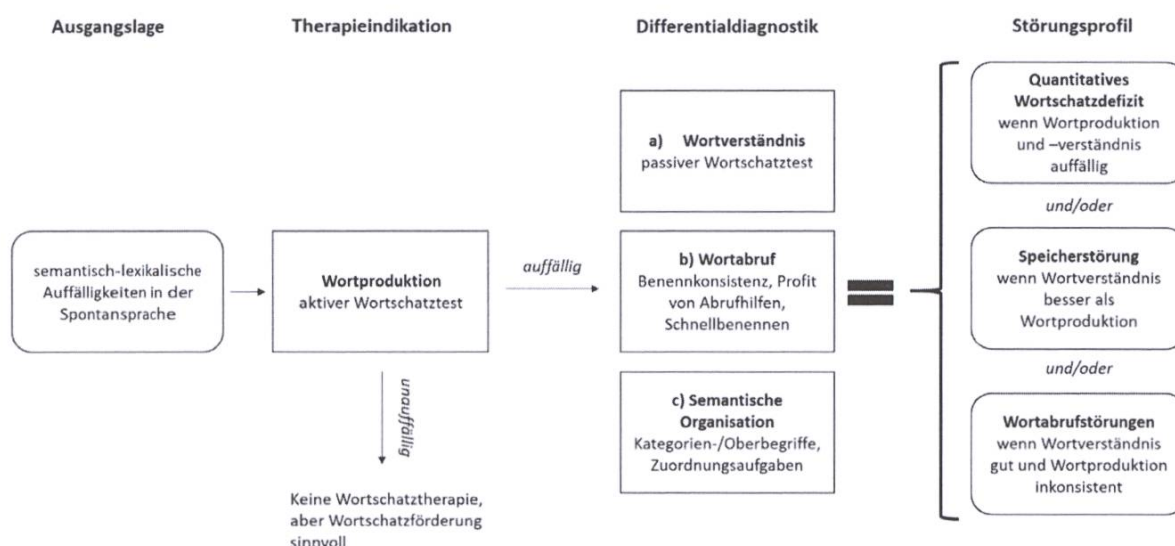 Ausgangslage
Therapieindikation
Differentialdiagnostik
Störungsprofil
semantisch-lexikalische
Auffälligkeiten in der
Spontansprache
Wortproduktion
aktiver Wortschatztest
auffällig
unauffällig
Keine Wortschatztherapie,
aber Wortschatzförderung
sinnvoll
a) Wortverständnis
passiver Wortschatztest
b) Wortabruf
Benennkonsistenz, Profit
von Abrufhilfen,
Schnellbenennen
c) Semantische
Organisation
Kategorien-/Oberbegriffe,
Zuordnungsaufgaben
Quantitatives
Wortschatzdefizit
wenn Wortproduktion
und –verständnis
auffällig
und/oder
Speicherstörung
wenn Wortverständnis
besser als
Wortproduktion
und/oder
Wortabrufstörungen
wenn Wortverständnis
gut und Wortproduktion
inkonsistent